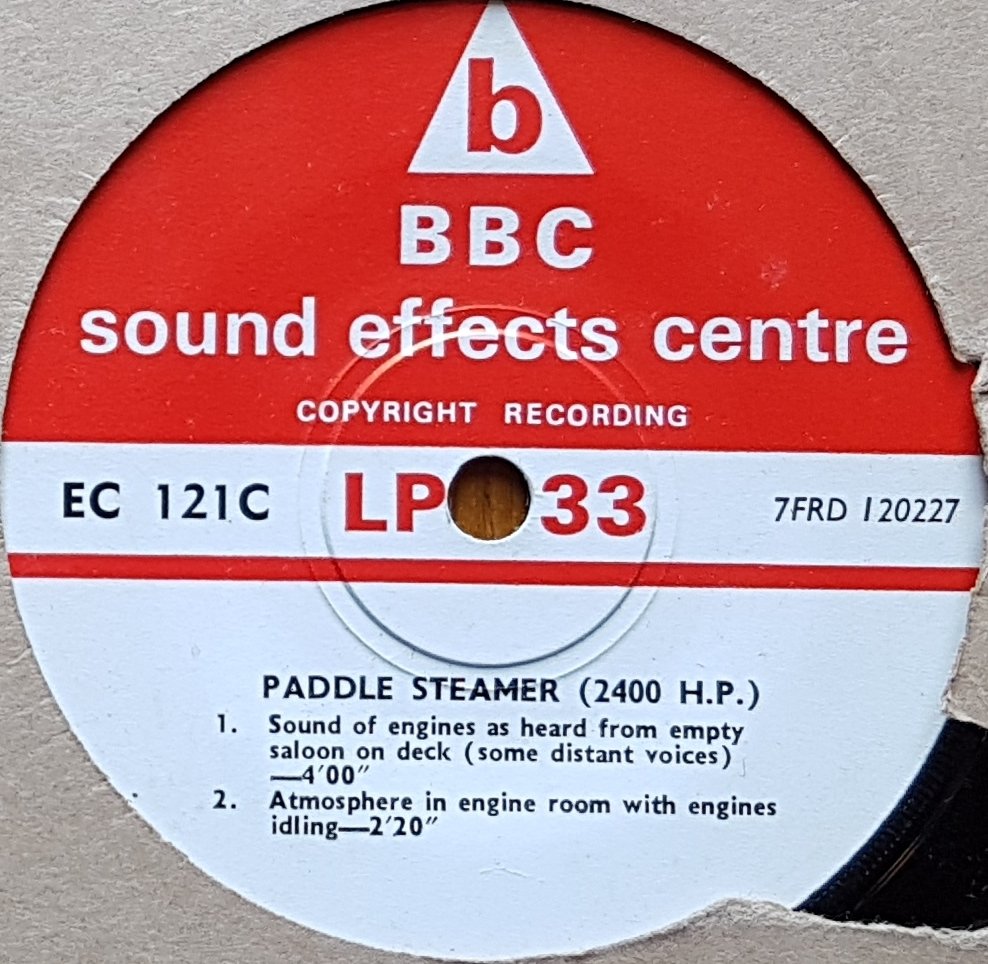 b
BBC
sound effects centre
COPYRIGHT RECORDING
EC 121C LP 33 7FRD 120227
PADDLE STEAMER (2400 H.P.)
1. Sound of engines as heard from empty
saloon on deck (some distant voices)
—4′00″
2. Atmosphere in engine room with engines
idling—2′20″